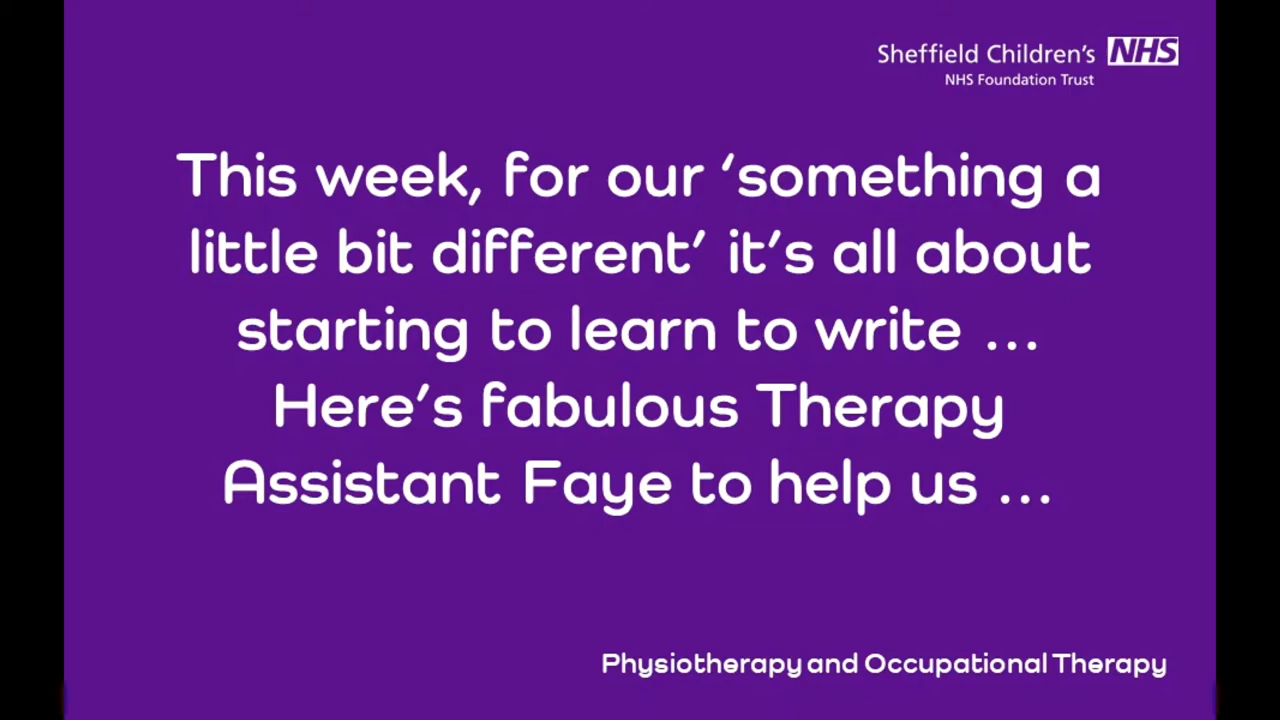 Sheffield Children's NHS
NHS Foundation Trust
This week, for our ‘something a
little bit different’ it’s all about
starting to learn to write ...
Here’s fabulous Therapy
Assistant Faye to help us ...
Physiotherapy and Occupational Therapy